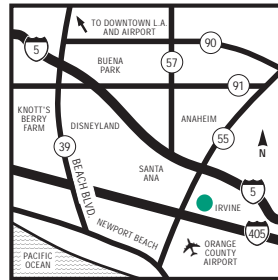 TO DOWNTOWN L.A.
AND AIRPORT
5
90
BUENA
PARK
57
91
KNOTT'S
BERRY
FARM
DISNEYLAND
ANAHEIM
55
39
N
BEACH BLVD.
SANTA
ANA
5
IRVINE
405
NEWPORT BEACH
ORANGE
COUNTY
AIRPORT
PACIFIC
OCEAN